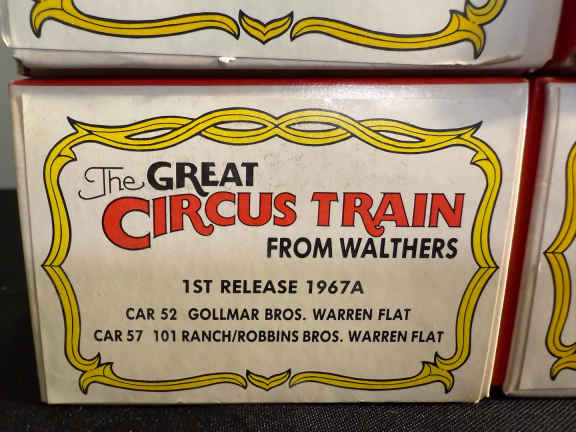 The GREAT
CIRCUS TRAIN
FROM WALTHERS
1ST RELEASE 1967A
CAR 52 GOLLMAR BROS. WARREN FLAT
CAR 57 101 RANCH/ROBBINS BROS. WARREN FLAT